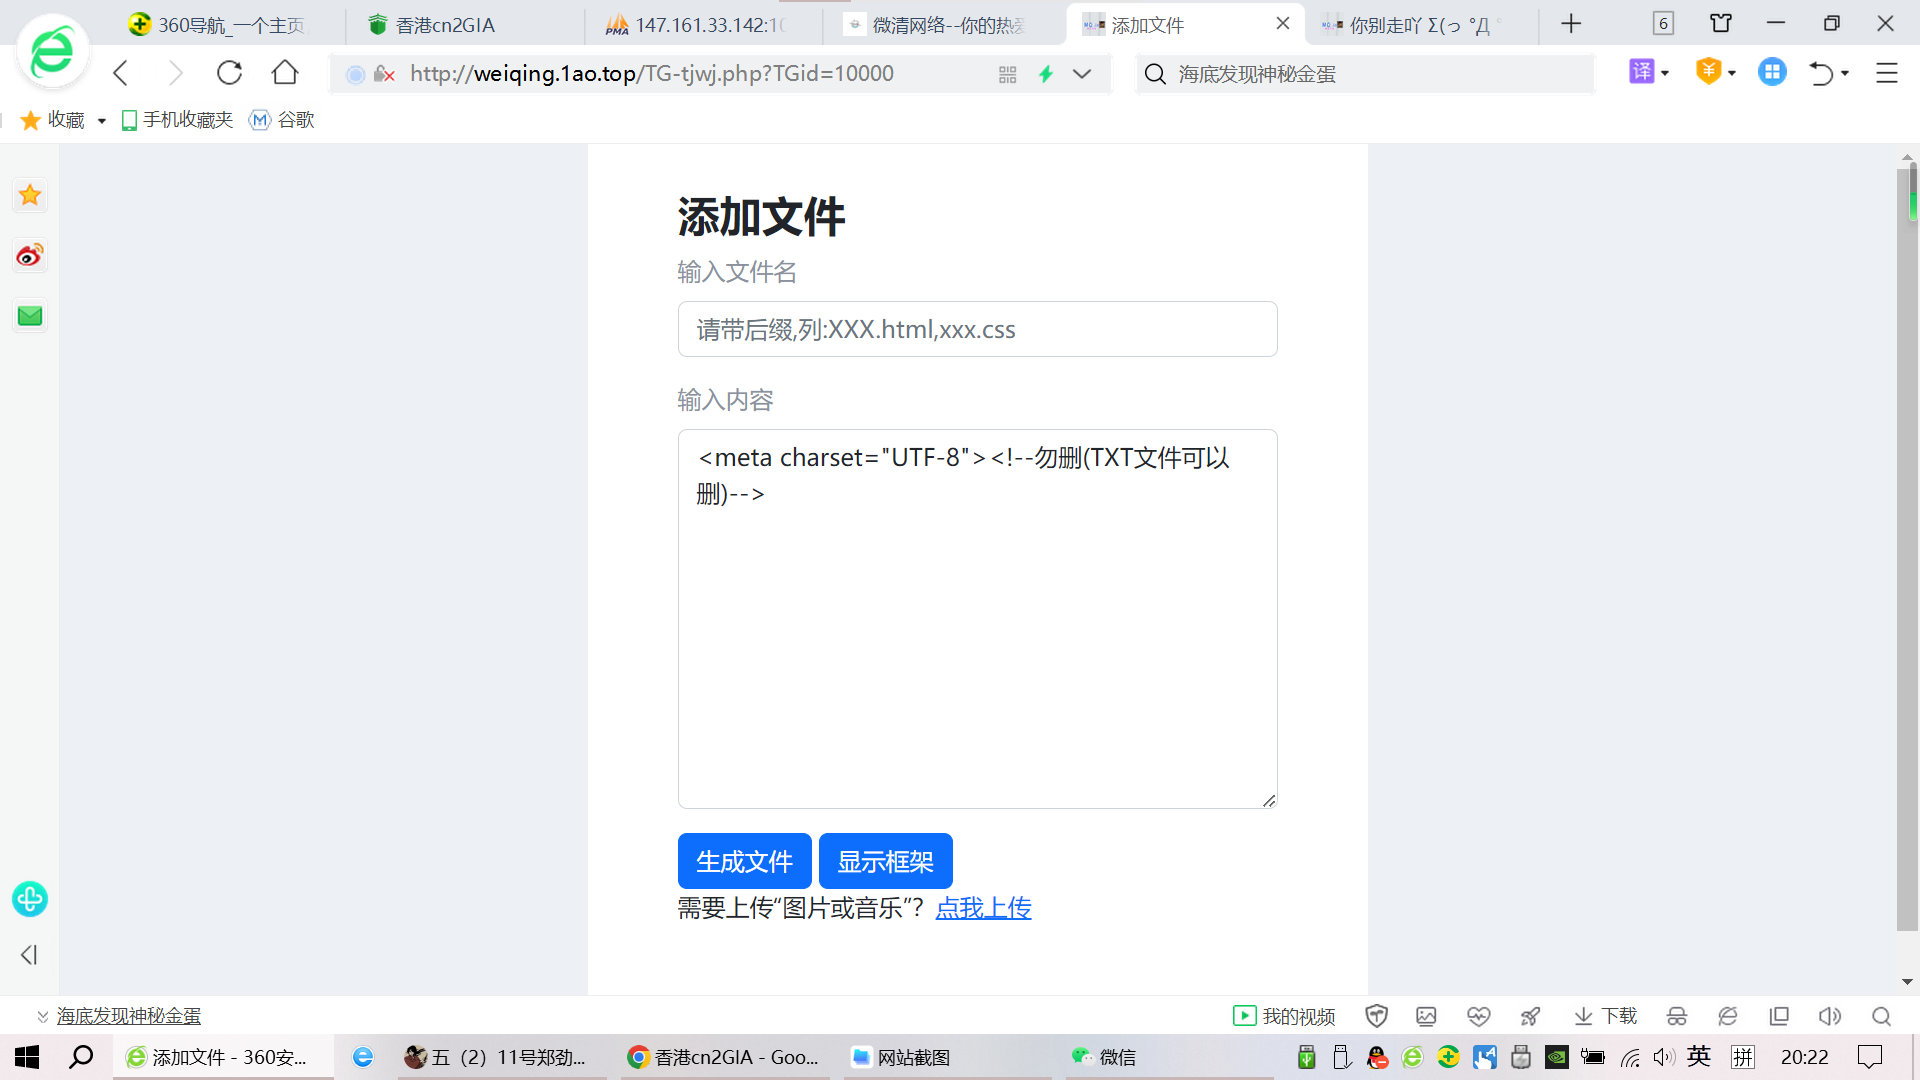 360导航_一个主页
香港cn2GIA
PMA 147.161.33.142:10
微清网络--你的热爱
添加文件
你别走吖 Σ(っ °Д °
6
http://weiqing.1ao.top/TG-tjwj.php?TGid=10000
海底发现神秘金蛋
译
收藏
手机收藏夹
谷歌
添加文件
输入文件名
请带后缀,列:XXX.html,xxx.css
输入内容
<meta charset="UTF-8"><!--勿删(TXT文件可以
删)-->
生成文件
显示框架
需要上传“图片或音乐”？点我上传
海底发现神秘金蛋
我的视频
下载
添加文件 - 360安...
五（2）11号郑劲...
香港cn2GIA - Goo...
网站截图
微信
英
拼
20:22